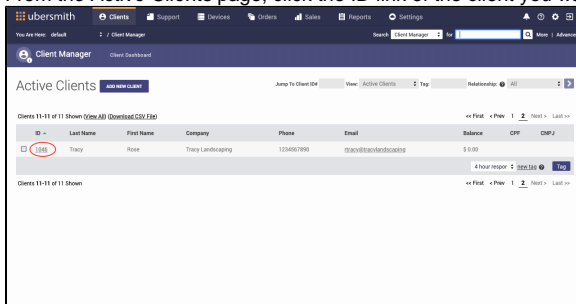 From the Active Clients page, click the ID link of the client you w
ubersmith Clients Support Devices Orders Sales Reports Settings
You Are Here: default / Client Manager Search Client Manager for More | Advance
Client Manager Client Dashboard
Active Clients ADD NEW CLIENT Jump To Client ID# View: Active Clients Tag: Relationship: All
Clients 11-11 of 11 Shown (View All) (Download CSV File) << First < Prev 1 2 Next > Last >>
ID Last Name First Name Company Phone Email Balance CPF CNPJ
1046 Tracy Rose Tracy Landscaping 1234567890 rtracy@tracylandscaping $ 0.00
4 hour respor new tag Tag
Clients 11-11 of 11 Shown << First < Prev 1 2 Next > Last >>